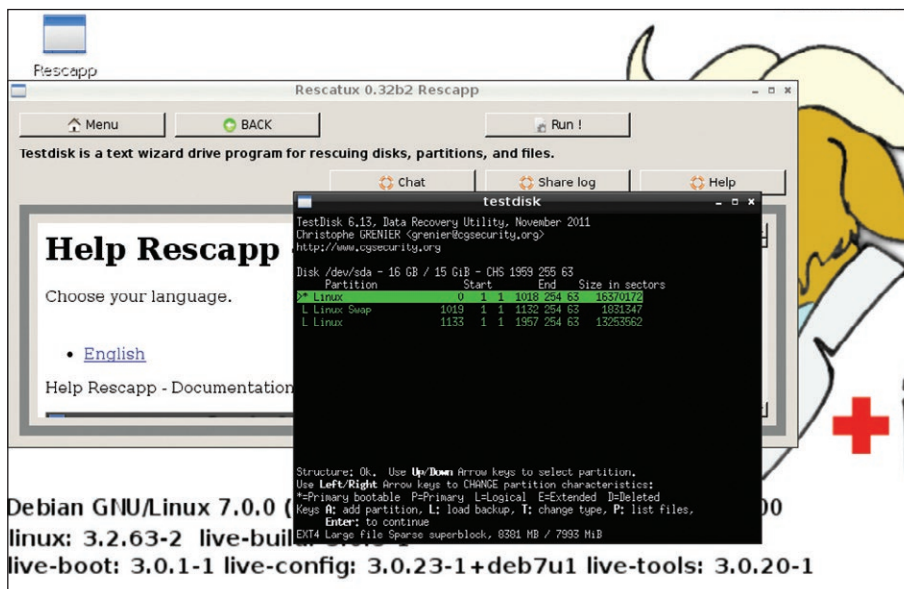 Rescapp
Rescatux 0.32b2 Rescapp
Menu
BACK
Run !
Testdisk is a text wizard drive program for rescuing disks, partitions, and files.
Chat
Share log
Help
Help Rescapp
Choose your language.
English
Help Rescapp - Documentation
testdisk
TestDisk 6.13, Data Recovery Utility, November 2011
Christophe GRENIER <grenier@cgsecurity.org>
http://www.cgsecurity.org
Disk /dev/sda - 16 GB / 15 GiB - CHS 1959 255 63
Partition Start End Size in sectors
>* Linux 0 1 1 1018 254 63 16370172
L Linux Swap 1019 1 1 1132 254 63 1831347
L Linux 1133 1 1 1957 254 63 13253562
Structure: Ok. Use Up/Down Arrow keys to select partition.
Use Left/Right Arrow keys to CHANGE partition characteristics:
*=Primary bootable P=Primary L=Logical E=Extended D=Deleted
Keys A: add partition, L: load backup, T: change type, P: list files,
Enter: to continue
EXT4 Large file Sparse superblock, 8381 MB / 7993 MiB
Debian GNU/Linux 7.0.0 (
00
linux: 3.2.63-2 live-build
live-boot: 3.0.1-1 live-config: 3.0.23-1+deb7u1 live-tools: 3.0.20-1